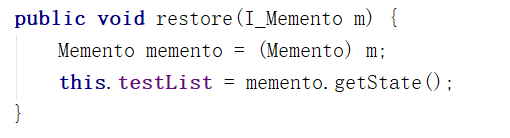 public void restore(I_Memento m) {
    Memento memento = (Memento) m;
    this.testList = memento.getState();
}